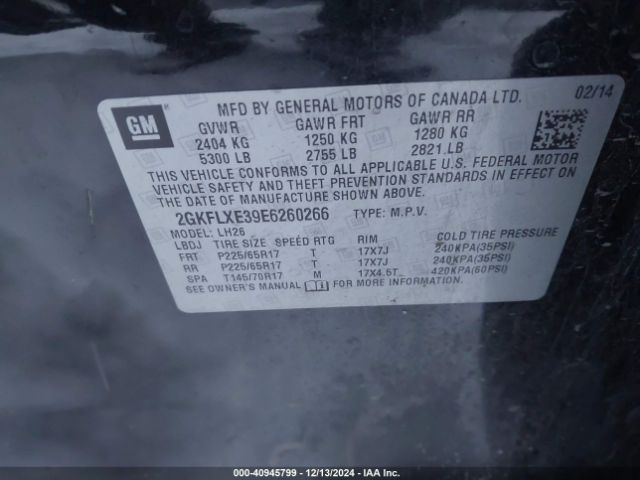 GM
MFD BY GENERAL MOTORS OF CANADA LTD. 02/14
GVWR GAWR FRT GAWR RR
2404 KG 1250 KG 1280 KG
5300 LB 2755 LB 2821 LB
THIS VEHICLE CONFORMS TO ALL APPLICABLE U.S. FEDERAL MOTOR
VEHICLE SAFETY AND THEFT PREVENTION STANDARDS IN EFFECT ON
THE DATE OF MANUFACTURE SHOWN ABOVE.
2GKFLXE39E6260266 TYPE: M.P.V.
MODEL: LH26
LBDJ TIRE SIZE SPEED RTG RIM COLD TIRE PRESSURE
FRT P225/65R17 T 17X7J 240KPA(35PSI)
RR P225/65R17 T 17X7J 240KPA(35PSI)
SPA T145/70R17 M 17X4.5T 420KPA(60PSI)
SEE OWNER'S MANUAL FOR MORE INFORMATION.
000-40945799 - 12/13/2024 - IAA Inc.